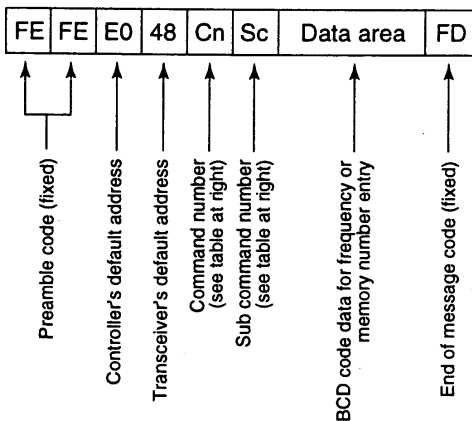 FE FE E0 48 Cn Sc Data area FD
Preamble code (fixed)
Controller's default address
Transceiver's default address
Command number
(see table at right)
Sub command number
(see table at right)
BCD code data for frequency or
memory number entry
End of message code (fixed)